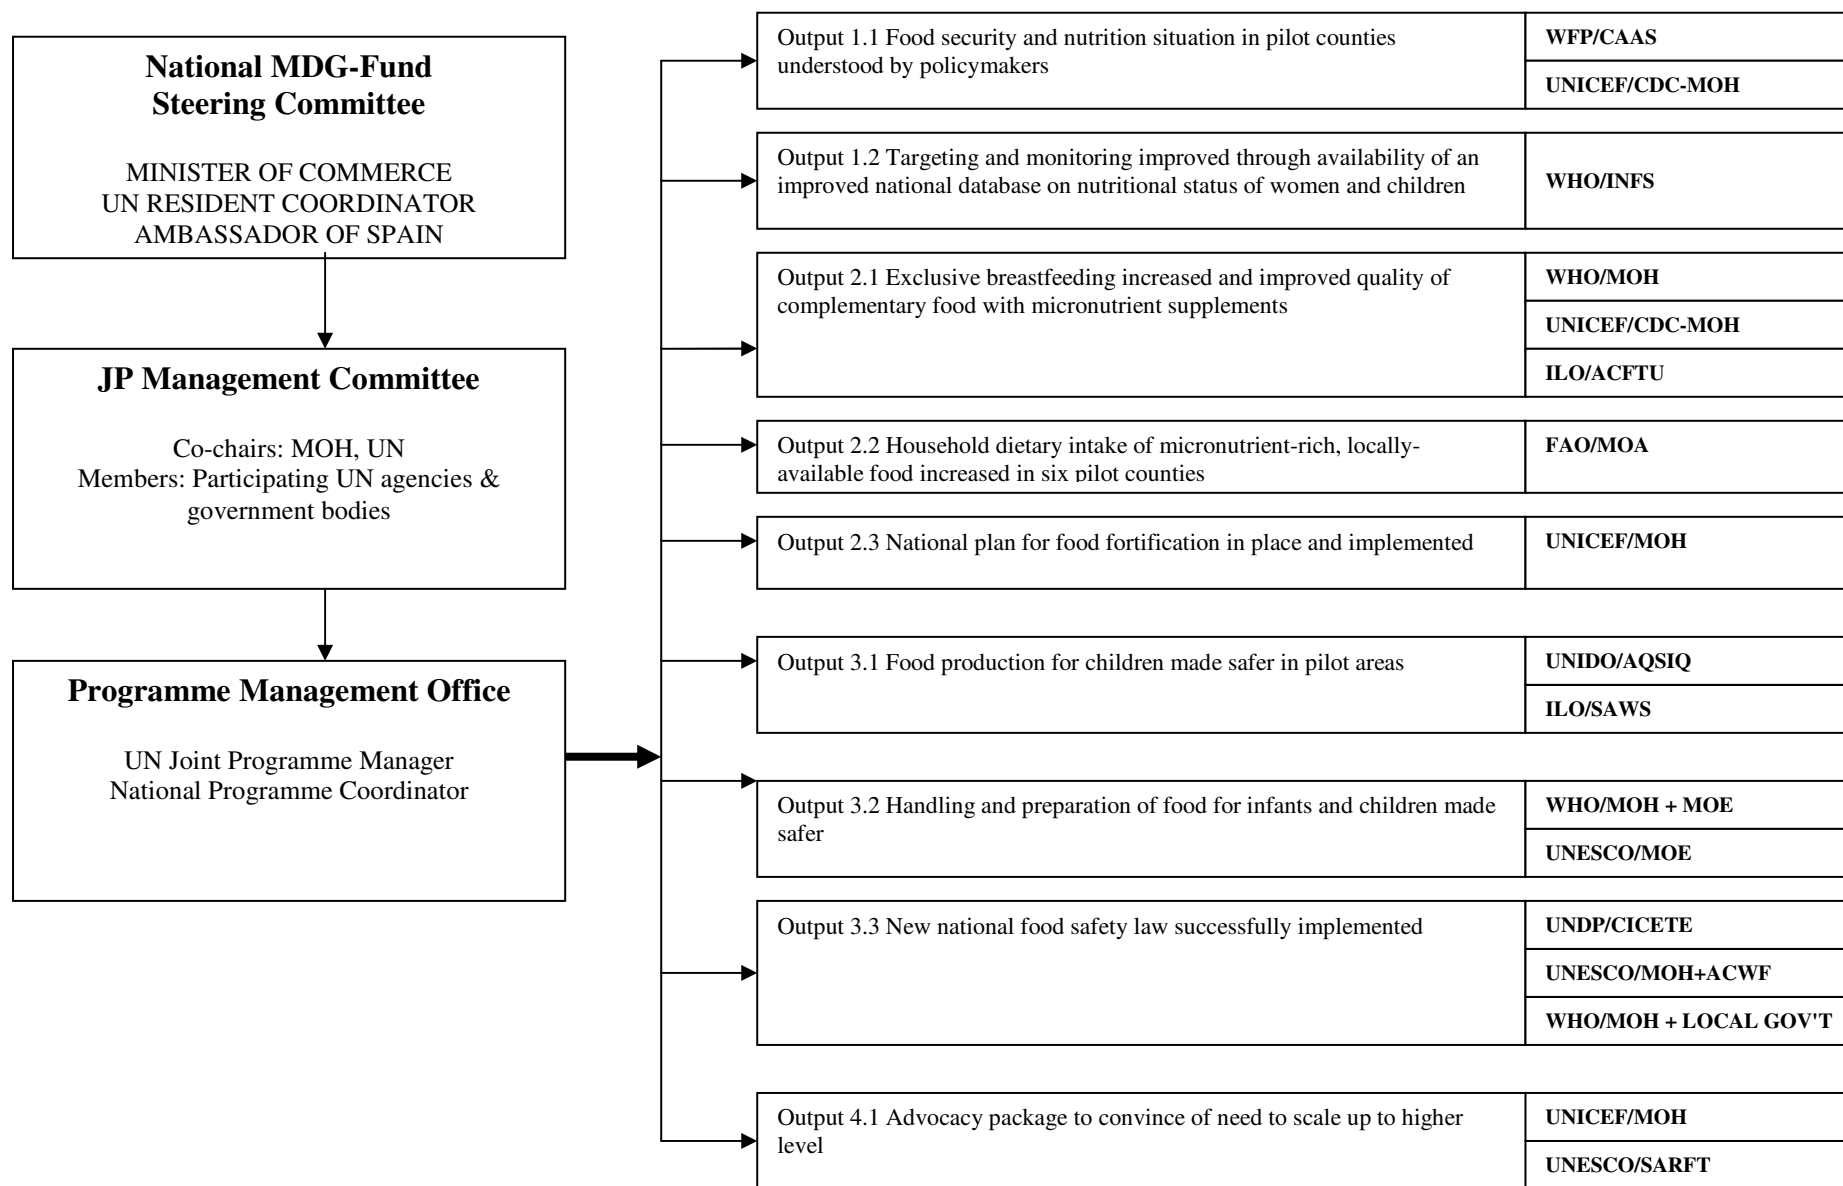 National MDG-Fund
Steering Committee
MINISTER OF COMMERCE
UN RESIDENT COORDINATOR
AMBASSADOR OF SPAIN
JP Management Committee
Co-chairs: MOH, UN
Members: Participating UN agencies &
government bodies
Programme Management Office
UN Joint Programme Manager
National Programme Coordinator
Output 1.1 Food security and nutrition situation in pilot counties
understood by policymakers
WFP/CAAS
UNICEF/CDC-MOH
Output 1.2 Targeting and monitoring improved through availability of an
improved national database on nutritional status of women and children
WHO/INFS
Output 2.1 Exclusive breastfeeding increased and improved quality of
complementary food with micronutrient supplements
WHO/MOH
UNICEF/CDC-MOH
ILO/ACFTU
Output 2.2 Household dietary intake of micronutrient-rich, locally-
available food increased in six pilot counties
FAO/MOA
Output 2.3 National plan for food fortification in place and implemented
UNICEF/MOH
Output 3.1 Food production for children made safer in pilot areas
UNIDO/AQSIQ
ILO/SAWS
Output 3.2 Handling and preparation of food for infants and children made
safer
WHO/MOH + MOE
UNESCO/MOE
Output 3.3 New national food safety law successfully implemented
UNDP/CICETE
UNESCO/MOH+ACWF
WHO/MOH + LOCAL GOV'T
Output 4.1 Advocacy package to convince of need to scale up to higher
level
UNICEF/MOH
UNESCO/SARFT